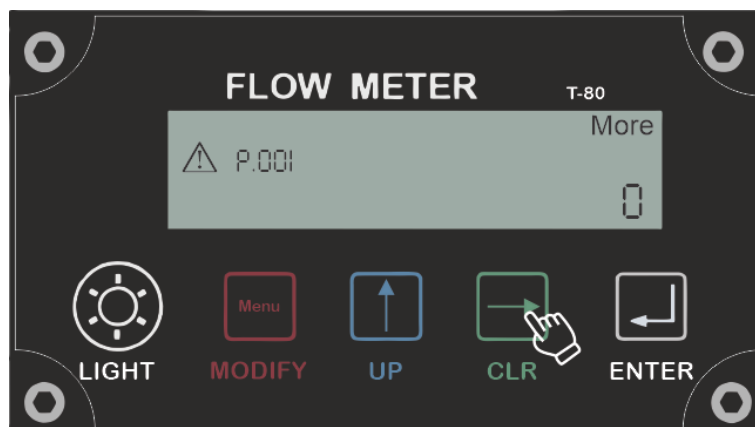 FLOW METER
T-80
More
P.001
0
Menu
LIGHT
MODIFY
UP
CLR
ENTER